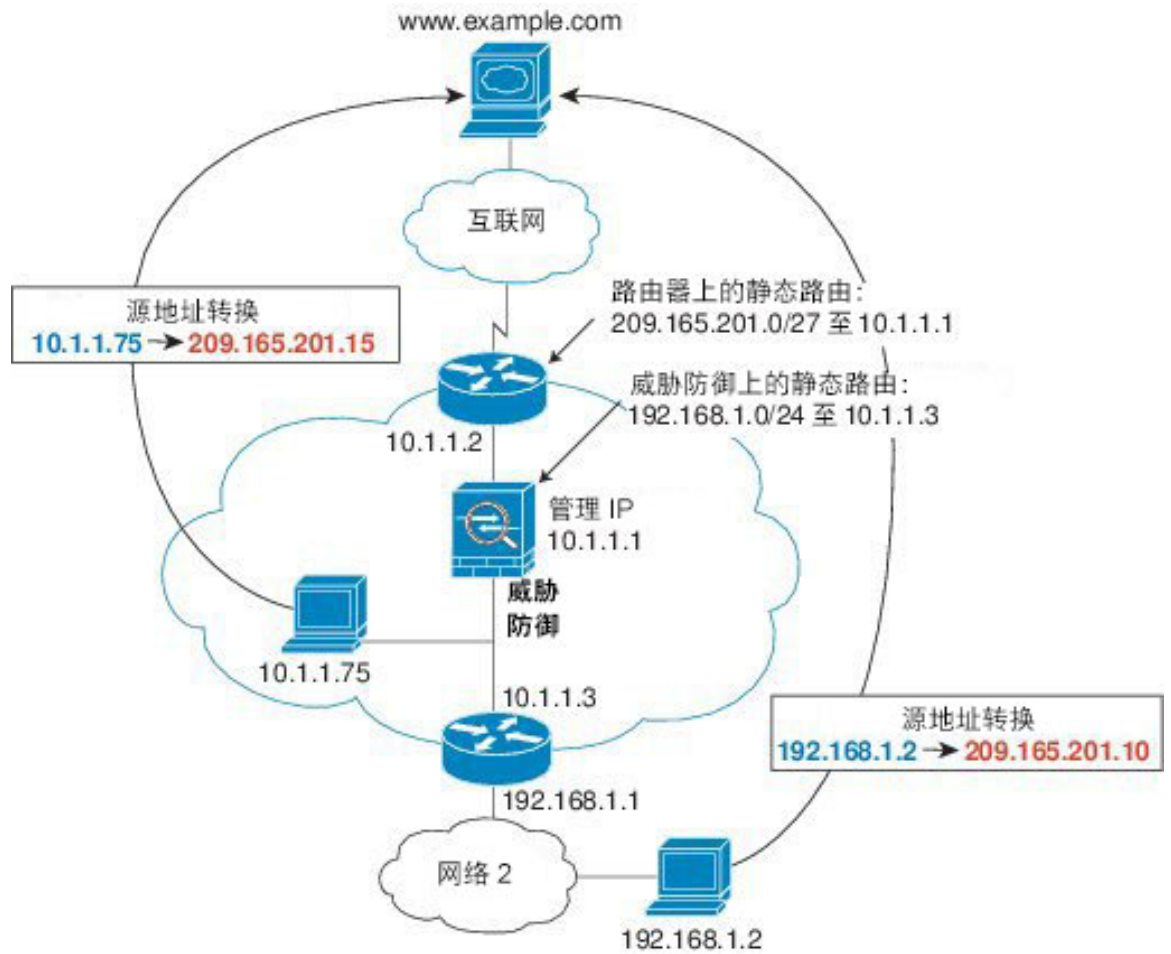 www.example.com
互联网
源地址转换
10.1.1.75 → 209.165.201.15
路由器上的静态路由：
209.165.201.0/27 至 10.1.1.1
威胁防御上的静态路由：
192.168.1.0/24 至 10.1.1.3
10.1.1.2
管理 IP
10.1.1.1
威胁
防御
10.1.1.75
10.1.1.3
源地址转换
192.168.1.2 → 209.165.201.10
192.168.1.1
网络 2
192.168.1.2